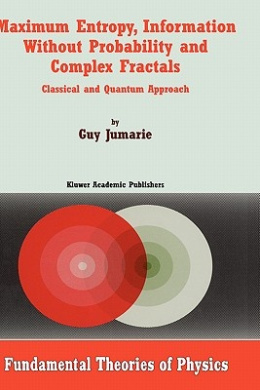 Maximum Entropy, Information
Without Probability and
Complex Fractals
Classical and Quantum Approach
by
Guy Jumarie
Kluwer Academic Publishers
Fundamental Theories of Physics